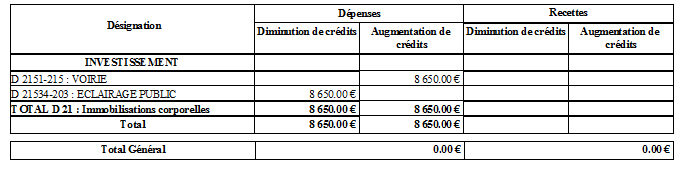 Désignation Dépenses Recettes
Diminution de crédits Augmentation de crédits Diminution de crédits Augmentation de crédits
INVESTISSEMENT
D 2151-215 : VOIRIE 8 650.00 €
D 21534-203 : ECLAIRAGE PUBLIC 8 650.00 €
TOTAL D 21 : Immobilisations corporelles 8 650.00 € 8 650.00 €
Total 8 650.00 € 8 650.00 €
Total Général 0.00 € 0.00 €